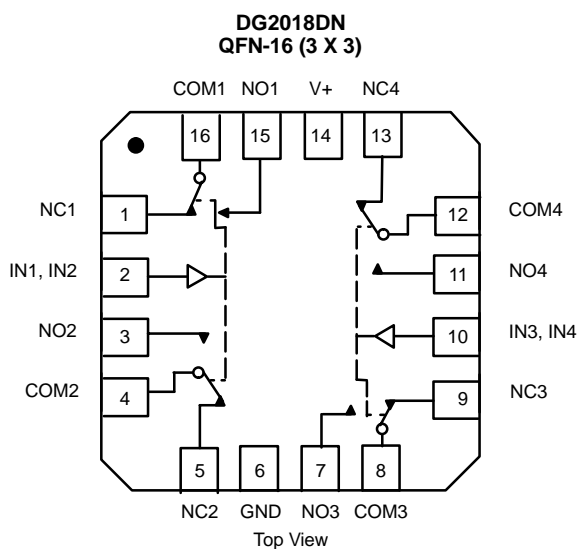 DG2018DN
QFN-16 (3 X 3)
COM1 NO1 V+ NC4
16 15 14 13
NC1 1 12 COM4
IN1, IN2 2 11 NO4
NO2 3 10 IN3, IN4
COM2 4 9 NC3
5 6 7 8
NC2 GND NO3 COM3
Top View